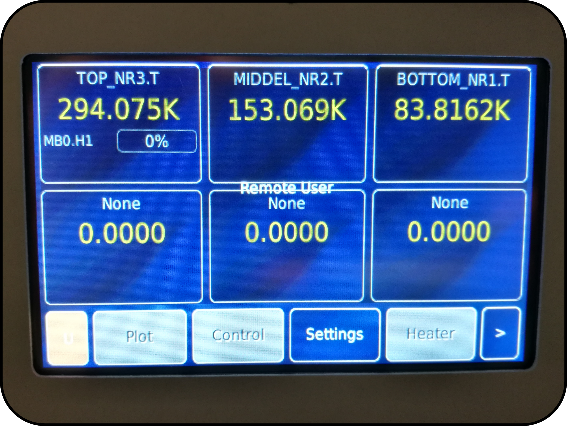 TOP_NR3.T
294.075K
MB0.H1 0%
MIDDEL_NR2.T
153.069K
BOTTOM_NR1.T
83.8162K
Remote User
None
0.0000
None
0.0000
None
0.0000
Plot
Control
Settings
Heater
>